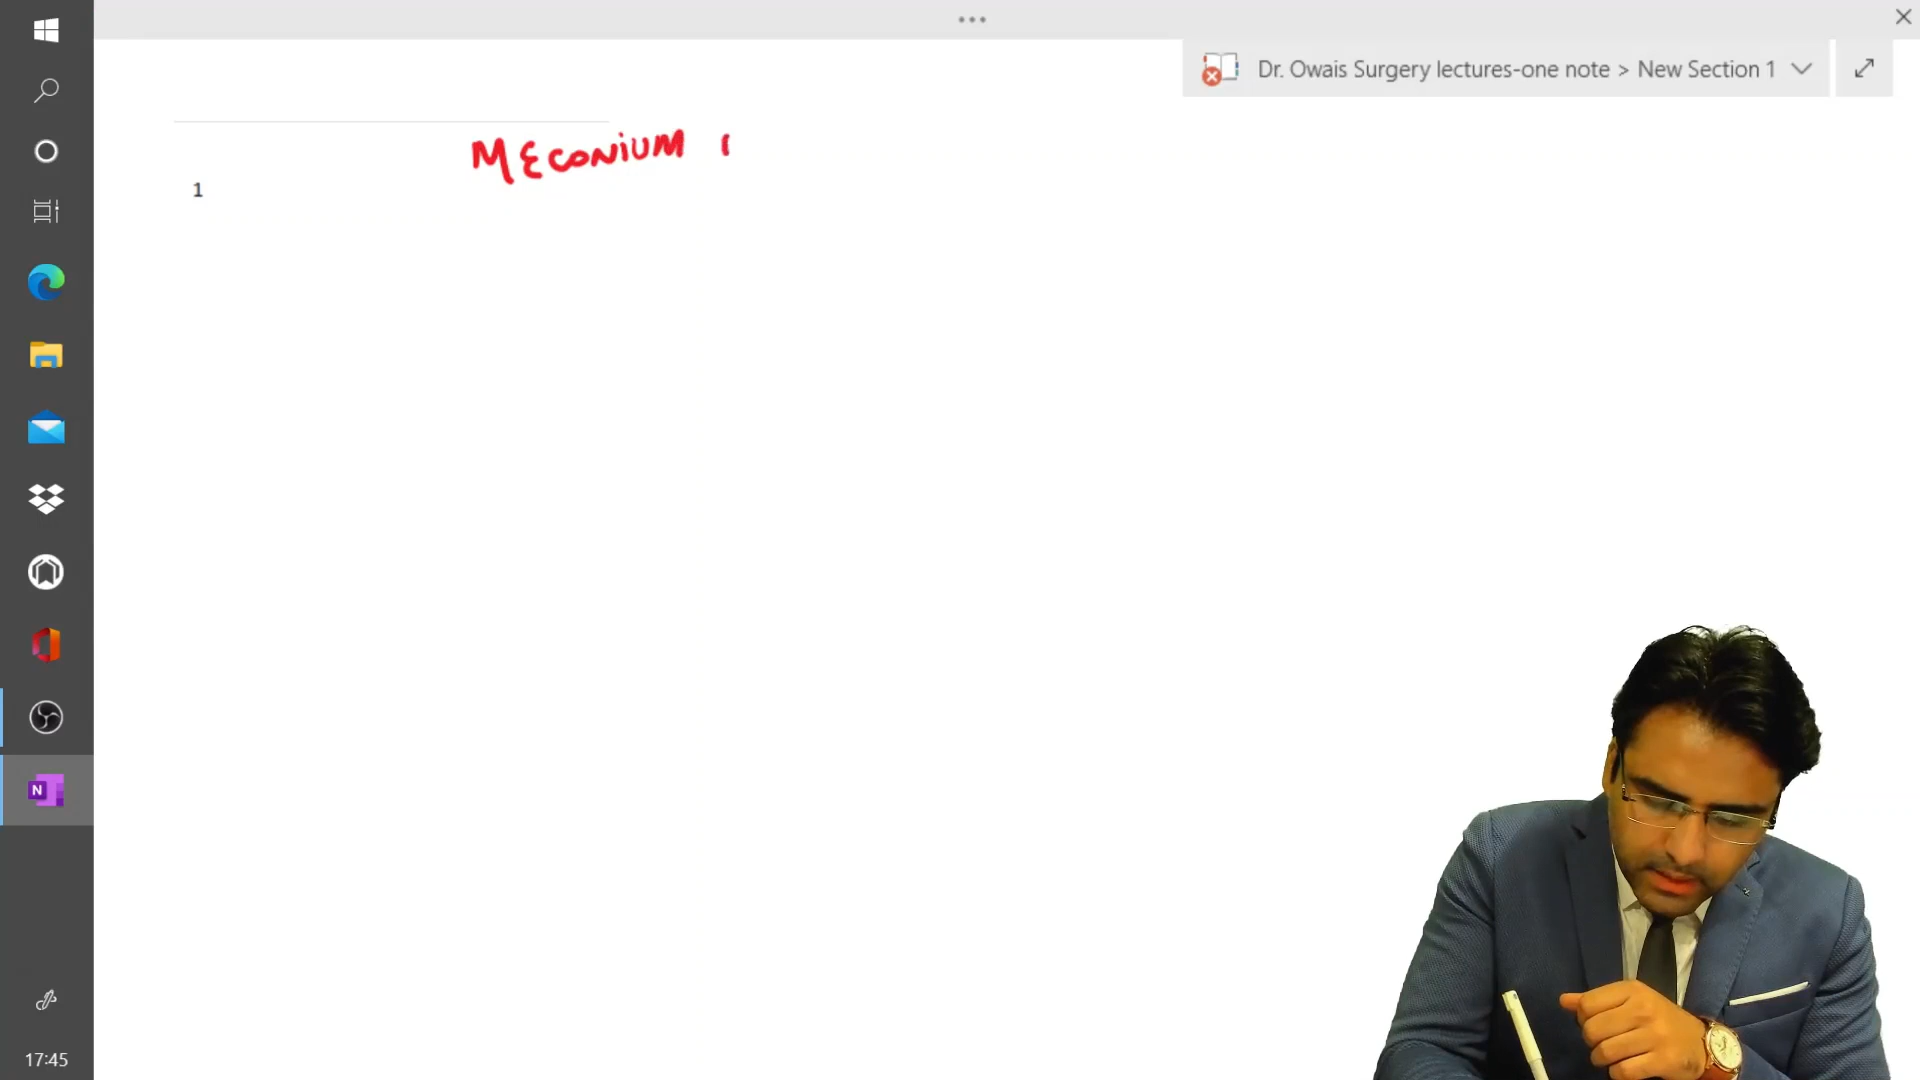 Dr. Owais Surgery lectures-one note > New Section 1
MECONIUM I
1
N
17:45